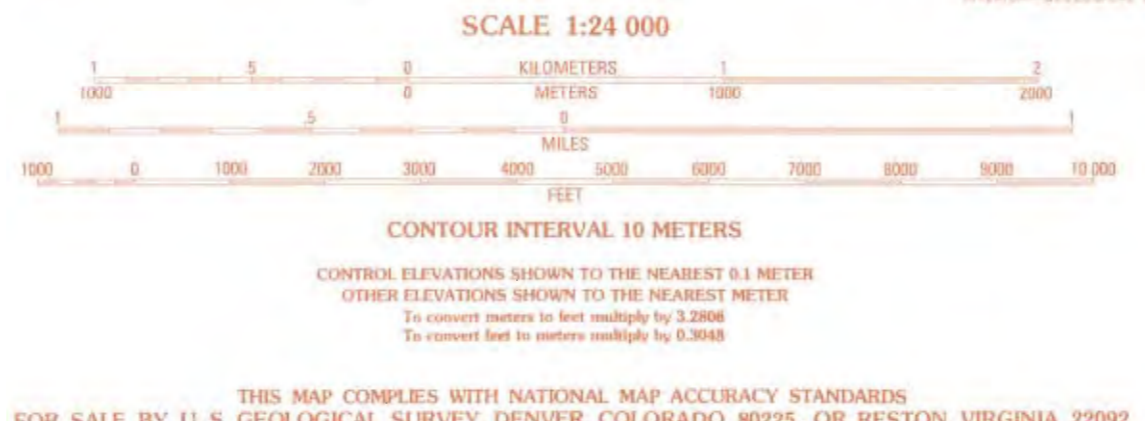 SCALE 1:24 000
1 .5 0 KILOMETERS 1 2
1000 0 METERS 1000 2000
1 .5 0 1
MILES
1000 0 1000 2000 3000 4000 5000 6000 7000 8000 9000 10 000
FEET
CONTOUR INTERVAL 10 METERS
CONTROL ELEVATIONS SHOWN TO THE NEAREST 0.1 METER
OTHER ELEVATIONS SHOWN TO THE NEAREST METER
To convert meters to feet multiply by 3.2808
To convert feet to meters multiply by 0.3048
THIS MAP COMPLIES WITH NATIONAL MAP ACCURACY STANDARDS
FOR SALE BY U. S. GEOLOGICAL SURVEY, DENVER, COLORADO 80225, OR RESTON, VIRGINIA 22092